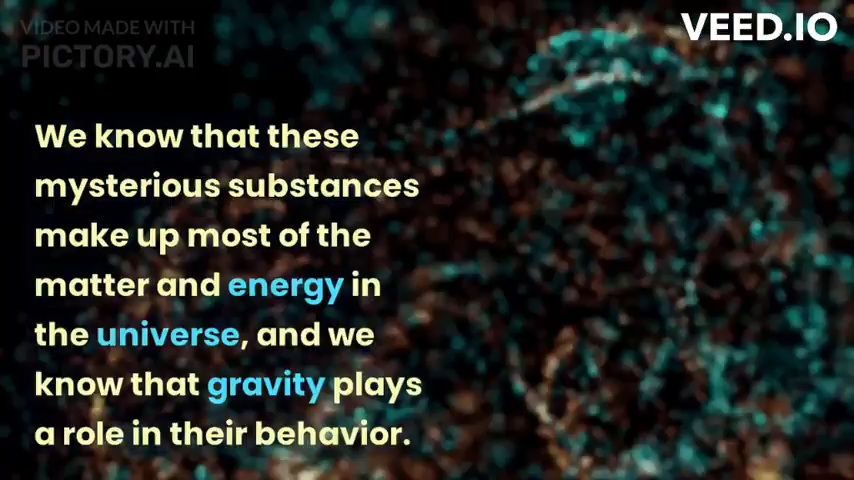 VIDEO MADE WITH
PICTORY.AI
VEED.IO
We know that these
mysterious substances
make up most of the
matter and energy in
the universe, and we
know that gravity plays
a role in their behavior.